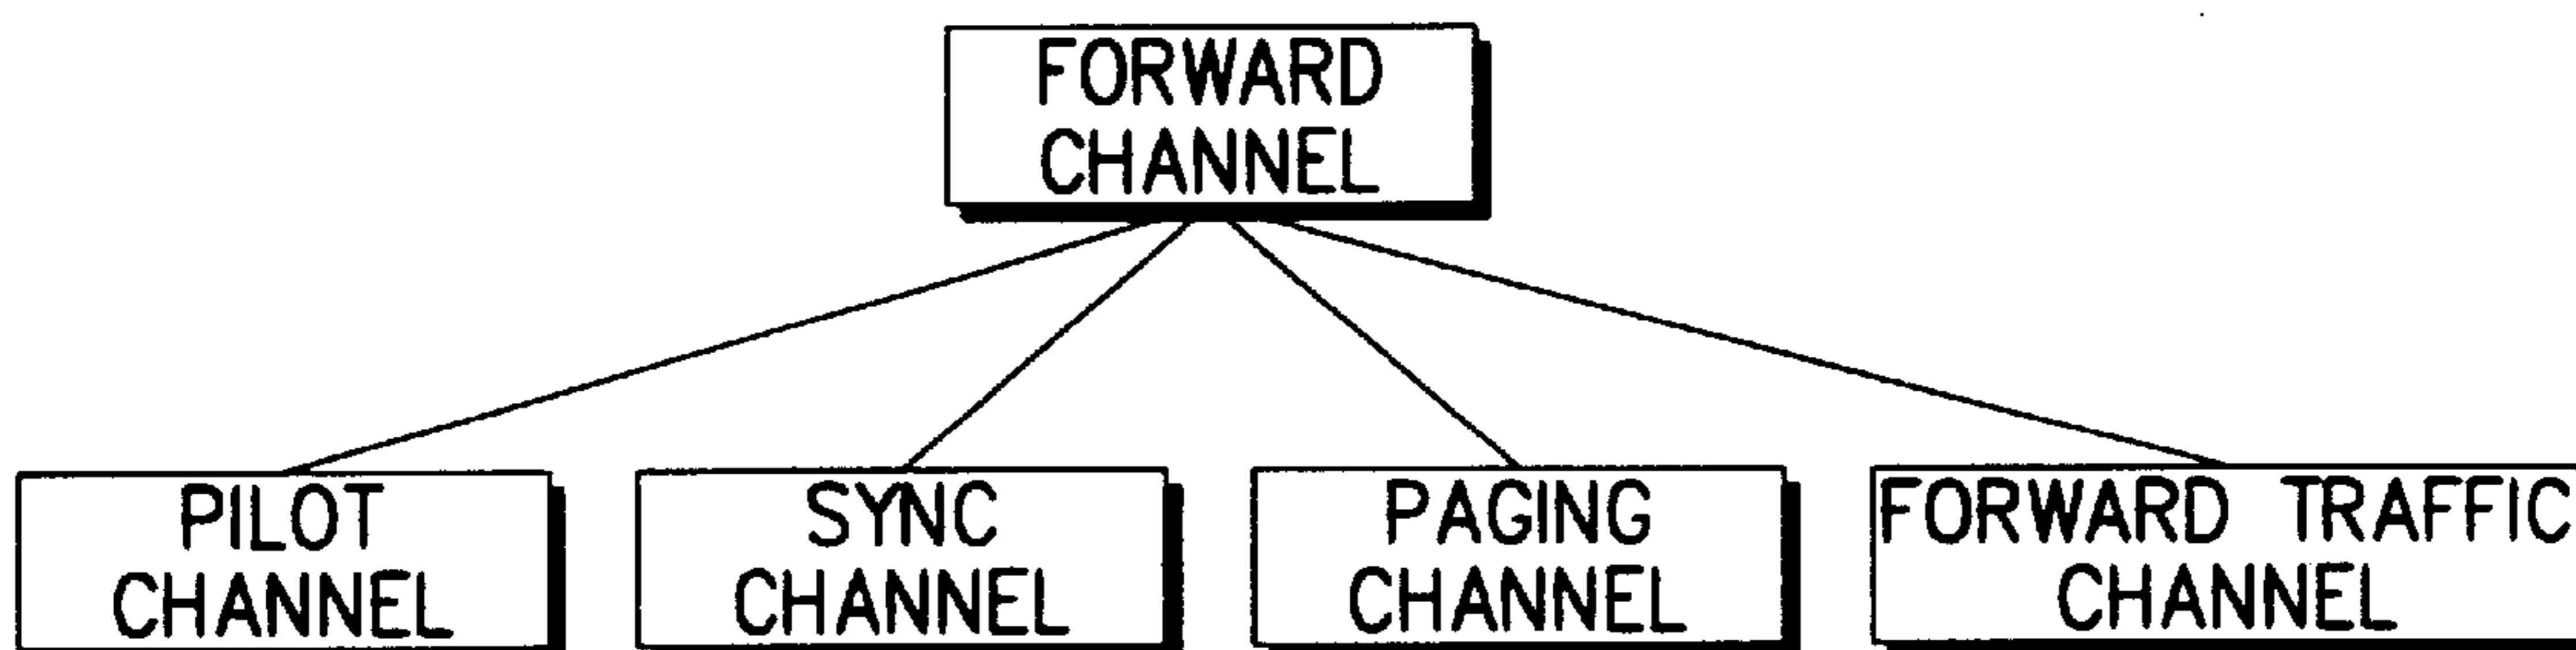 FORWARD
CHANNEL
PILOT
CHANNEL
SYNC
CHANNEL
PAGING
CHANNEL
FORWARD TRAFFIC
CHANNEL